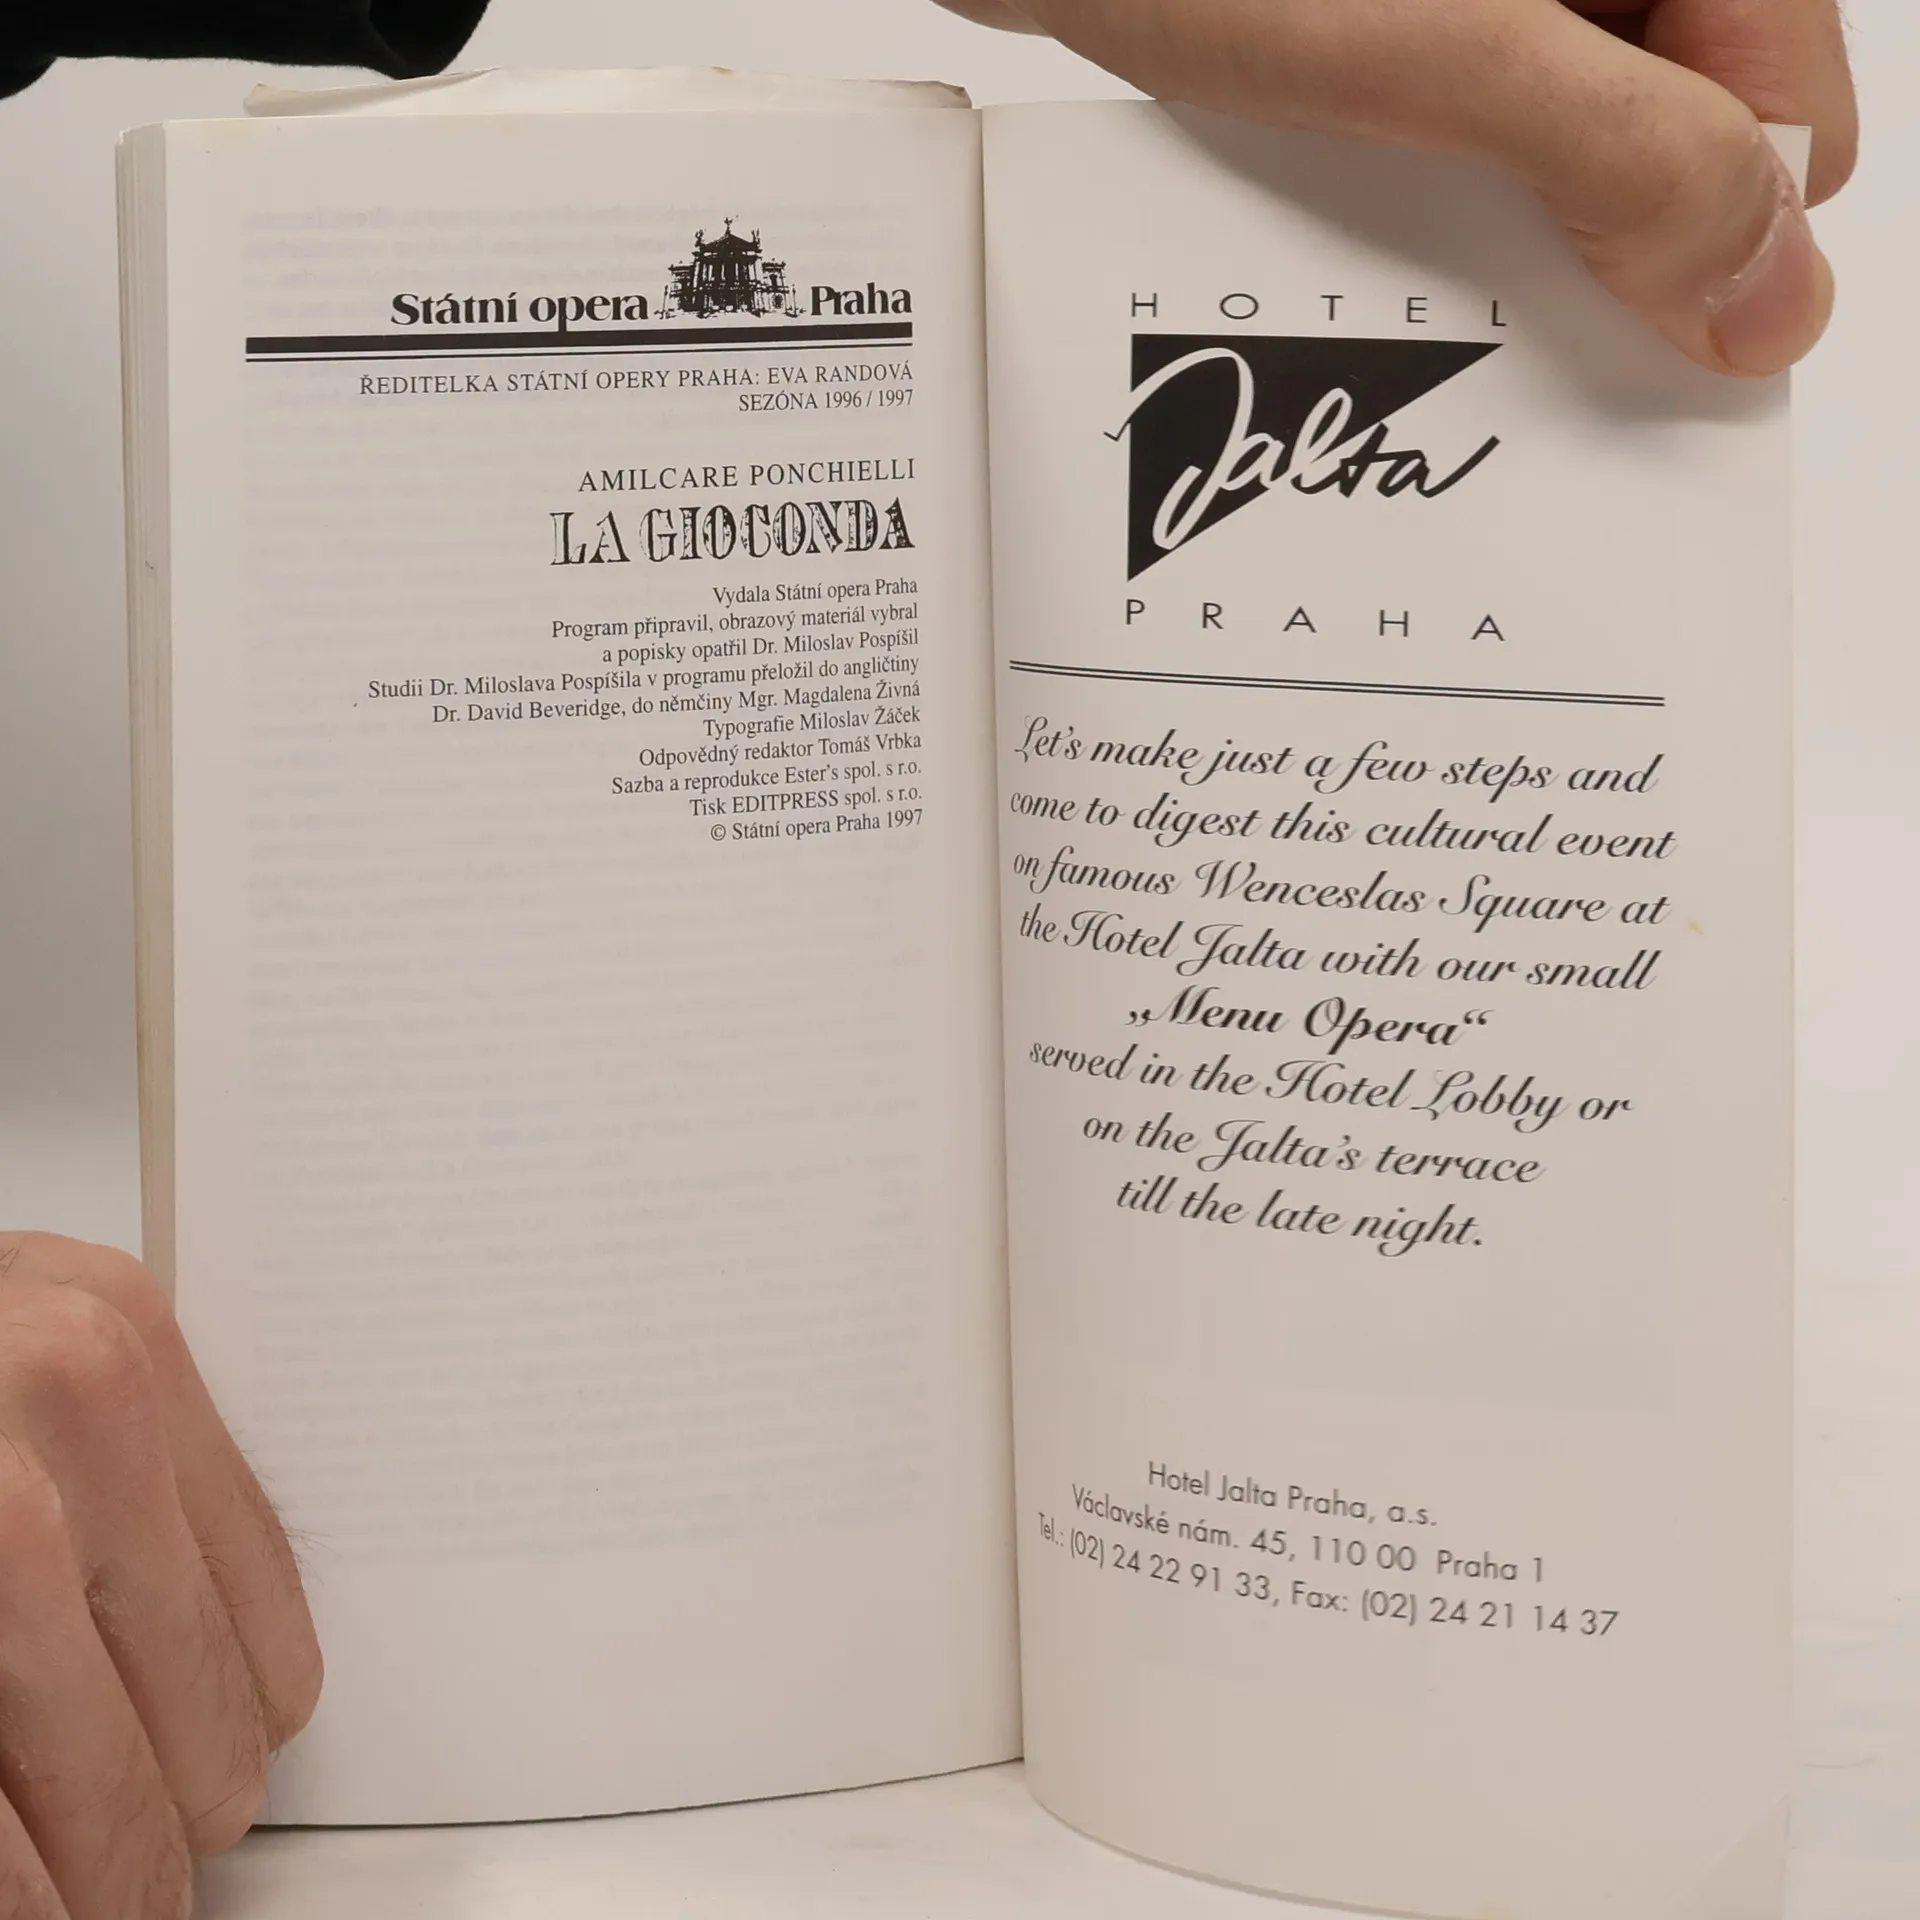 Státní opera Praha
ŘEDITELKA STÁTNÍ OPERY PRAHA: EVA RANDOVÁ
SEZÓNA 1996 / 1997
AMILCARE PONCHIELLI
LA GIOCONDA
Vydala Státní opera Praha
Program připravil, obrazový materiál vybral
a popisky opatřil Dr. Miloslav Pospíšil
Studii Dr. Miloslava Pospíšila v programu přeložil do angličtiny
Dr. David Beveridge, do němčiny Mgr. Magdalena Živná
Typografie Miloslav Žáček
Odpovědný redaktor Tomáš Vrbka
Sazba a reprodukce Ester's spol. s r.o.
Tisk EDITPRESS spol. s r.o.
© Státní opera Praha 1997
HOTEL
Jalta
PRAHA
Let's make just a few steps and
come to digest this cultural event
on famous Wenceslas Square at
the Hotel Jalta with our small
„Menu Opera“
served in the Hotel Lobby or
on the Jalta's terrace
till the late night.
Hotel Jalta Praha, a.s.
Václavské nám. 45, 110 00 Praha 1
Tel.: (02) 24 22 91 33, Fax: (02) 24 21 14 37